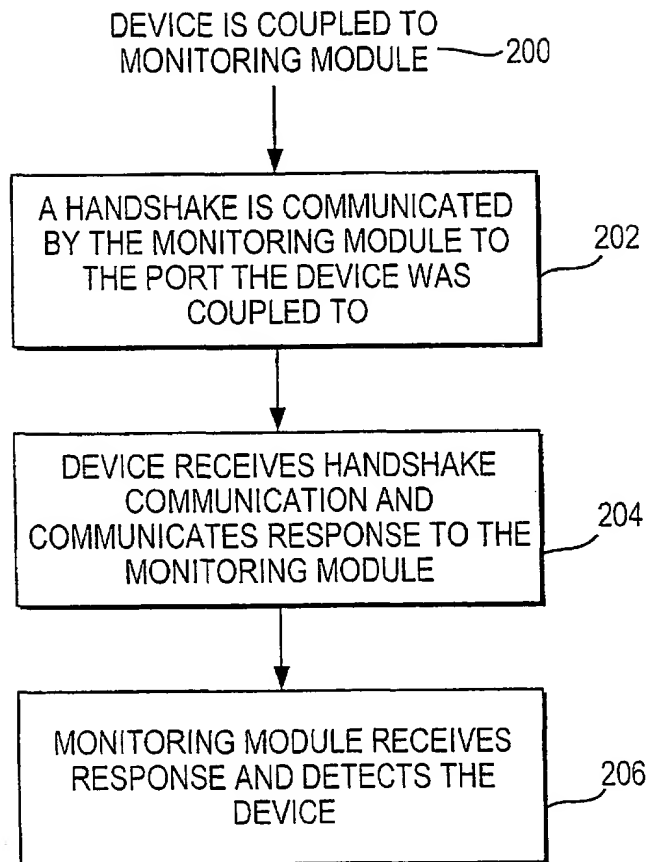 DEVICE IS COUPLED TO
MONITORING MODULE
200
A HANDSHAKE IS COMMUNICATED
BY THE MONITORING MODULE TO
THE PORT THE DEVICE WAS
COUPLED TO
202
DEVICE RECEIVES HANDSHAKE
COMMUNICATION AND
COMMUNICATES RESPONSE TO THE
MONITORING MODULE
204
MONITORING MODULE RECEIVES
RESPONSE AND DETECTS THE
DEVICE
206